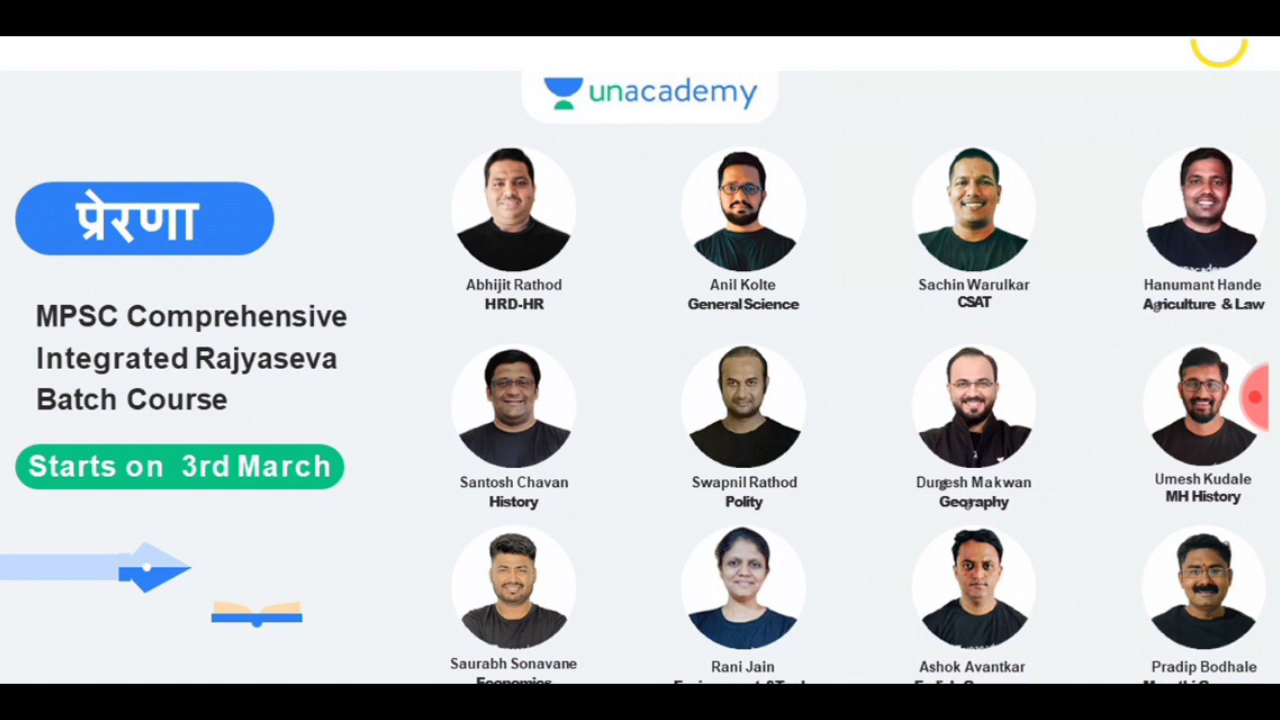 unacademy
प्रेरणा
MPSC Comprehensive
Integrated Rajyaseva
Batch Course
Starts on 3rd March
Abhijit Rathod
HRD-HR
Anil Kolte
General Science
Sachin Warulkar
CSAT
Hanumant Hande
Agriculture & Law
Santosh Chavan
History
Swapnil Rathod
Polity
Durgesh Makwan
Geography
Umesh Kudale
MH History
Saurabh Sonavane
Economics
Rani Jain
Ashok Avantkar
Pradip Bodhale